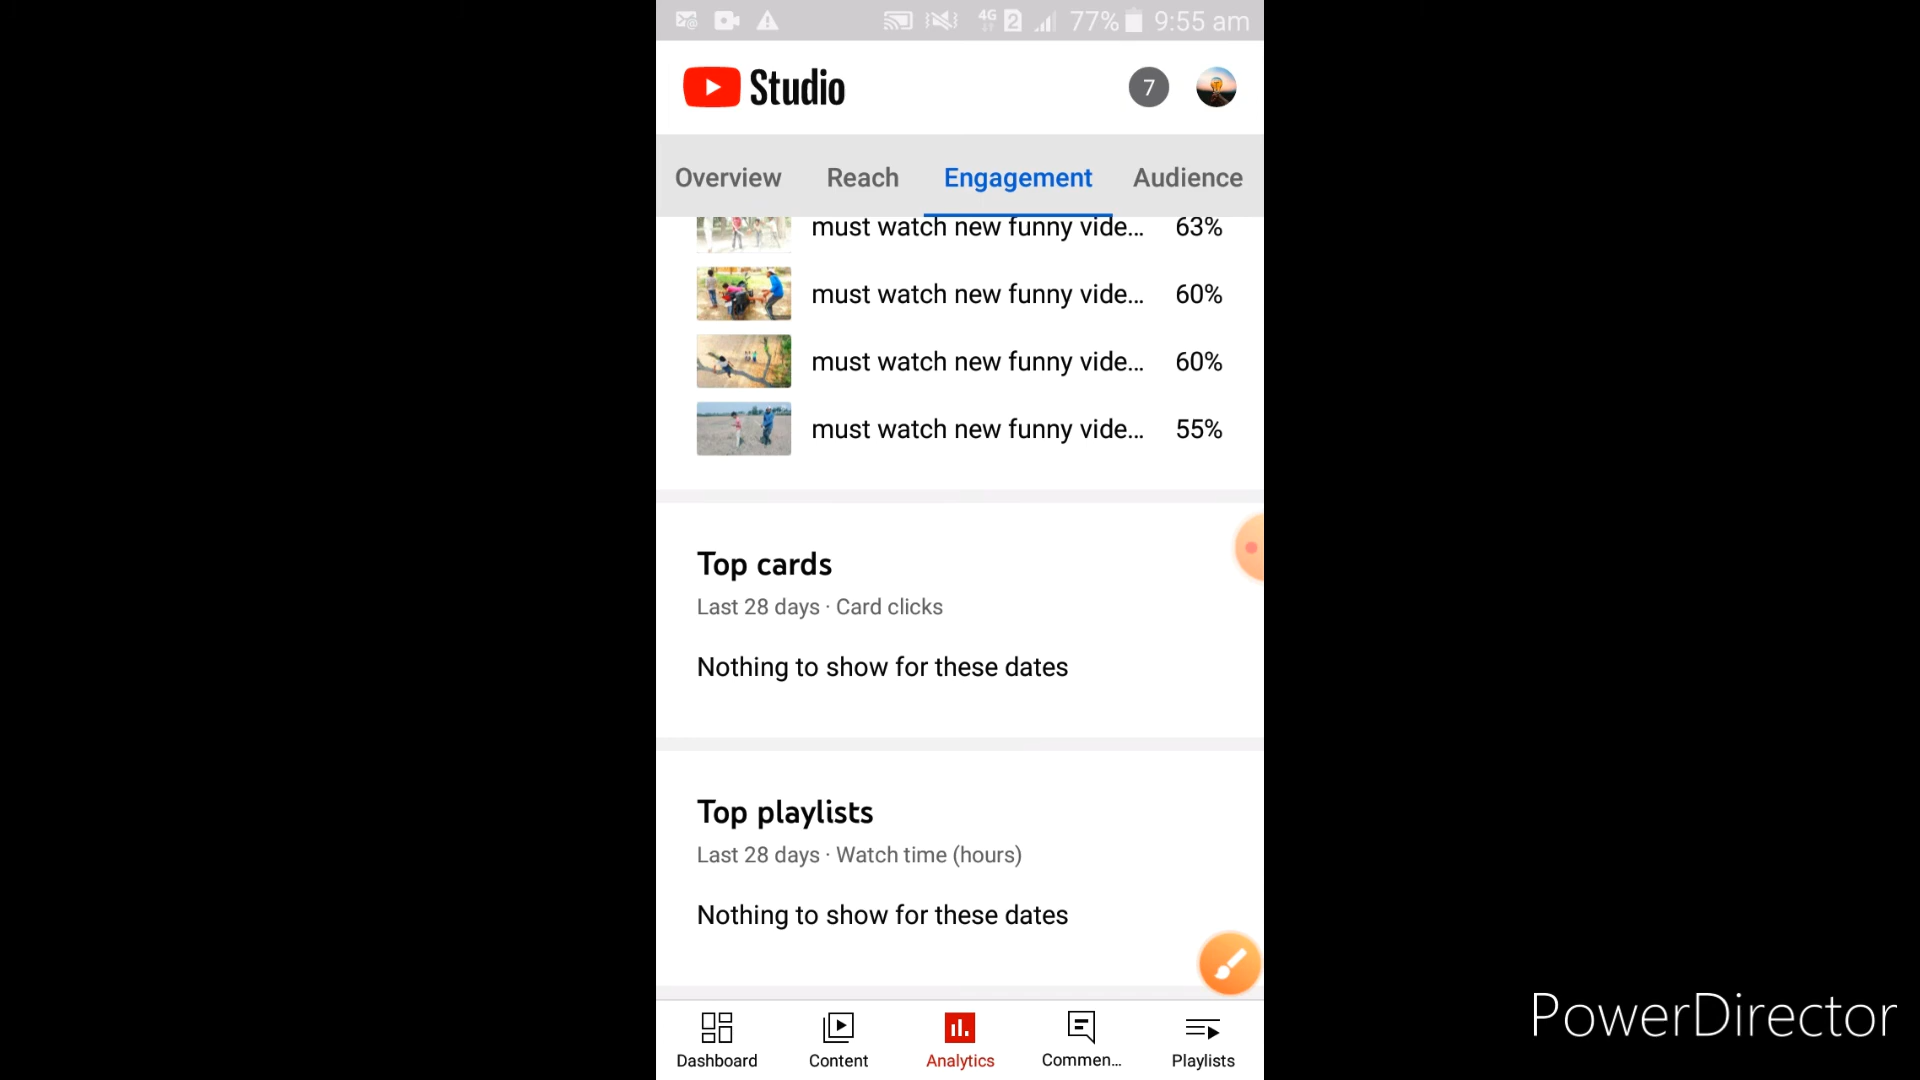 4G 2 77% 9:55 am
Studio 7
Overview Reach Engagement Audience
must watch new funny vide... 63%
must watch new funny vide... 60%
must watch new funny vide... 60%
must watch new funny vide... 55%
Top cards
Last 28 days · Card clicks
Nothing to show for these dates
Top playlists
Last 28 days · Watch time (hours)
Nothing to show for these dates
Dashboard Content Analytics Commen... Playlists
PowerDirector